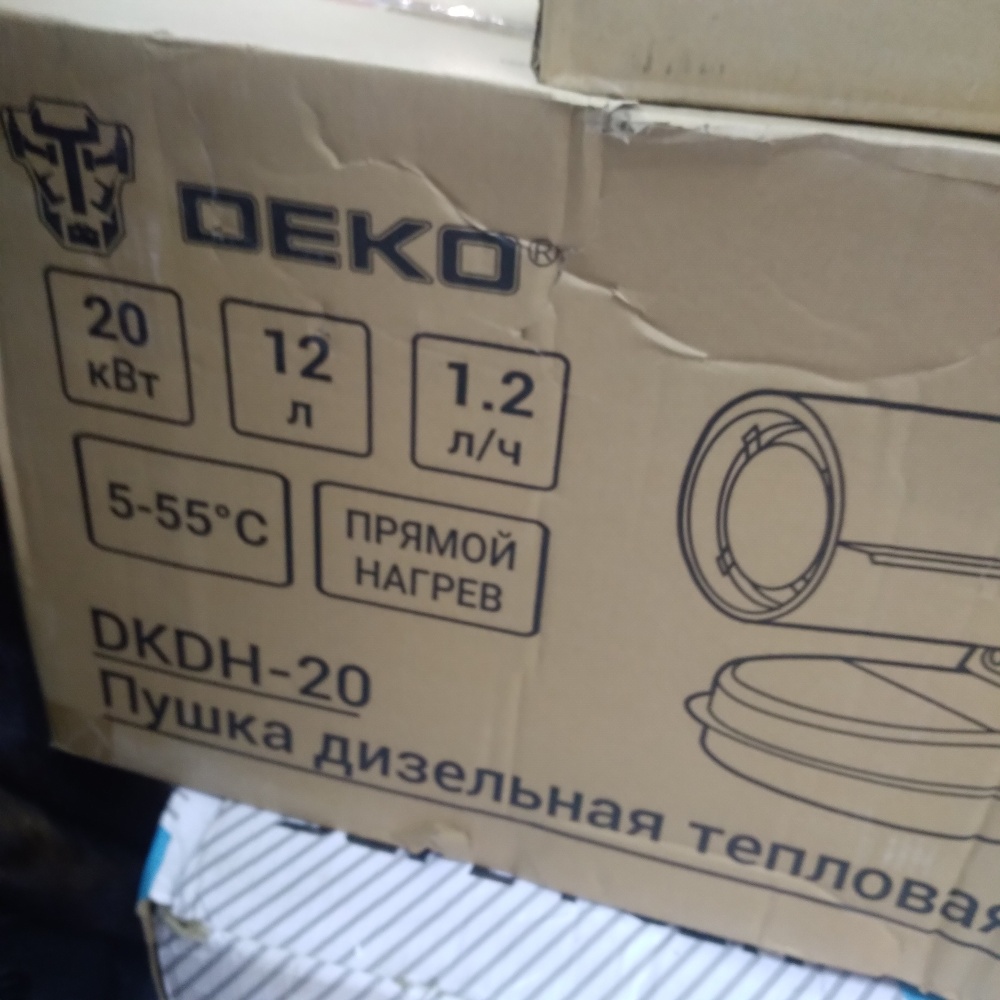 DEKO®
20
кВт
12
л
1.2
л/ч
5-55°C
ПРЯМОЙ
НАГРЕВ
DKDH-20
Пушка дизельная тепловая